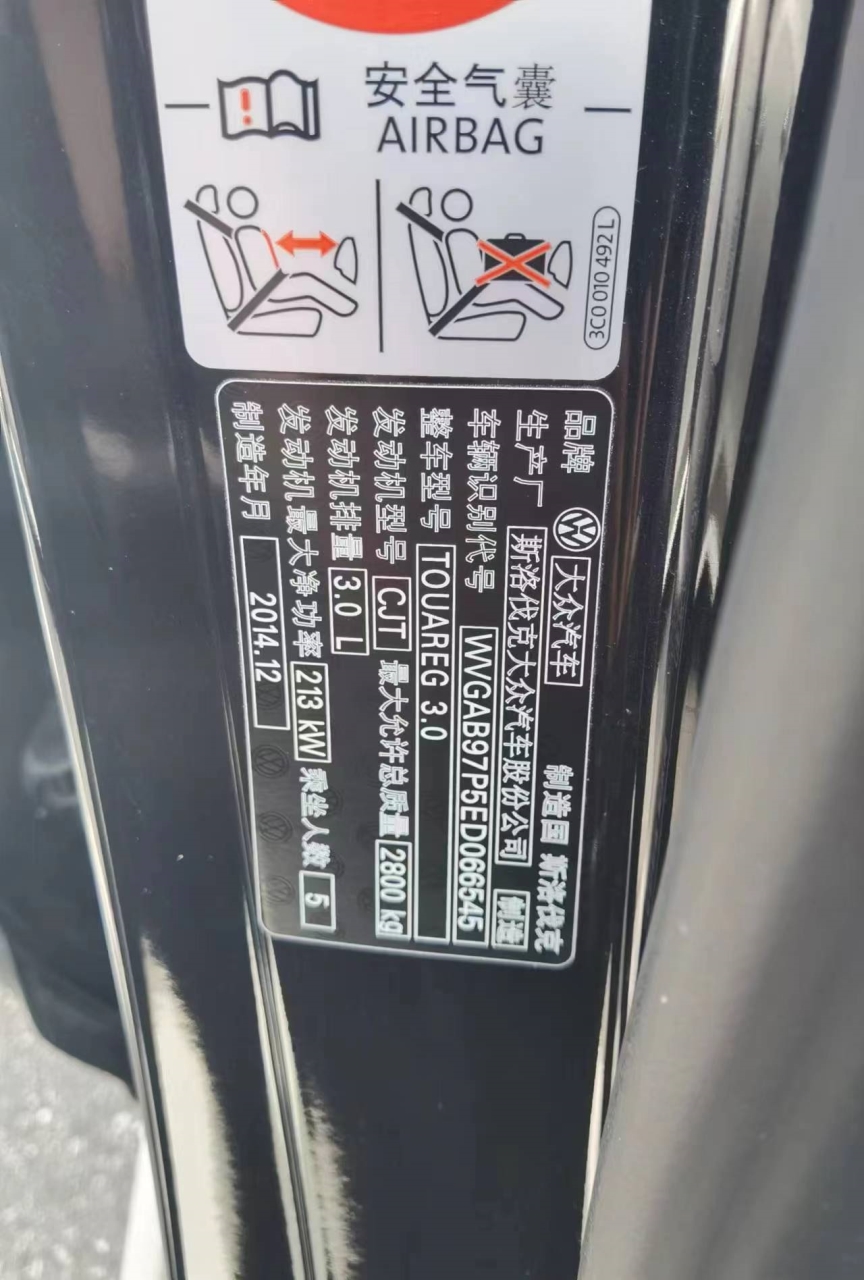 安全气囊
AIRBAG
3C0 010 492 L
品牌 大众汽车 制造国 斯洛伐克
生产厂 斯洛伐克大众汽车股份公司 制造
车辆识别代号 WVGAB97P5ED066545
整车型号 TOUAREG 3.0
发动机型号 CJT 最大允许总质量 2800 kg
发动机排量 3.0 L
发动机最大净功率 213 kW 乘坐人数 5
制造年月 2014.12